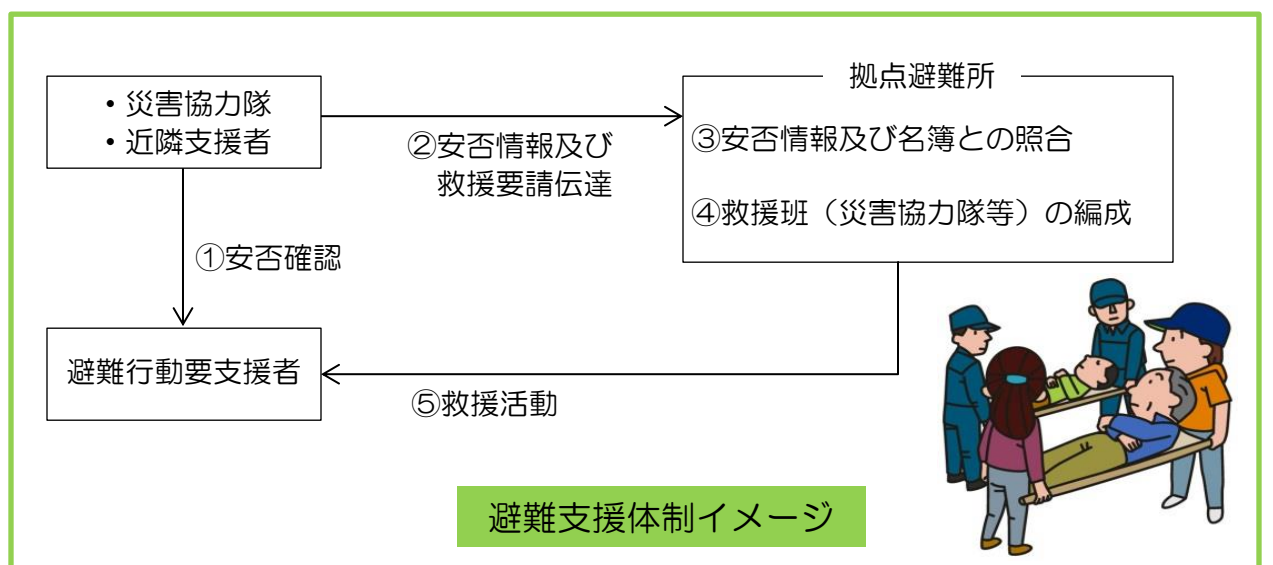 ・災害協力隊
・近隣支援者
①安否確認
避難行動要支援者
②安否情報及び
救援要請伝達
拠点避難所
③安否情報及び名簿との照合
④救援班（災害協力隊等）の編成
⑤救援活動
避難支援体制イメージ